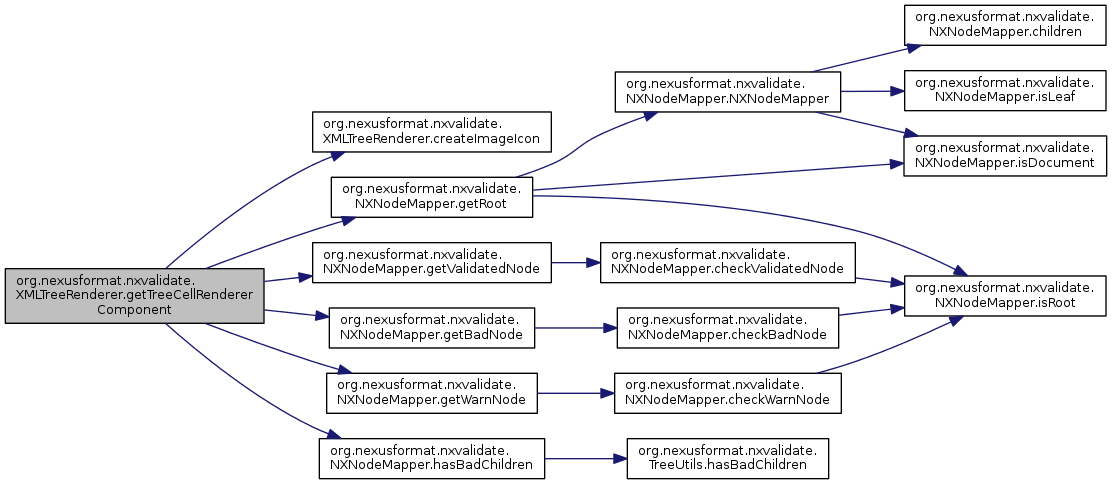 org.nexusformat.nxvalidate.
XMLTreeRenderer.getTreeCellRenderer
Component
org.nexusformat.nxvalidate.
XMLTreeRenderer.createImageIcon
org.nexusformat.nxvalidate.
NXNodeMapper.getRoot
org.nexusformat.nxvalidate.
NXNodeMapper.getValidatedNode
org.nexusformat.nxvalidate.
NXNodeMapper.getBadNode
org.nexusformat.nxvalidate.
NXNodeMapper.getWarnNode
org.nexusformat.nxvalidate.
NXNodeMapper.hasBadChildren
org.nexusformat.nxvalidate.
NXNodeMapper.NXNodeMapper
org.nexusformat.nxvalidate.
NXNodeMapper.checkValidatedNode
org.nexusformat.nxvalidate.
NXNodeMapper.checkBadNode
org.nexusformat.nxvalidate.
NXNodeMapper.checkWarnNode
org.nexusformat.nxvalidate.
TreeUtils.hasBadChildren
org.nexusformat.nxvalidate.
NXNodeMapper.children
org.nexusformat.nxvalidate.
NXNodeMapper.isLeaf
org.nexusformat.nxvalidate.
NXNodeMapper.isDocument
org.nexusformat.nxvalidate.
NXNodeMapper.isRoot